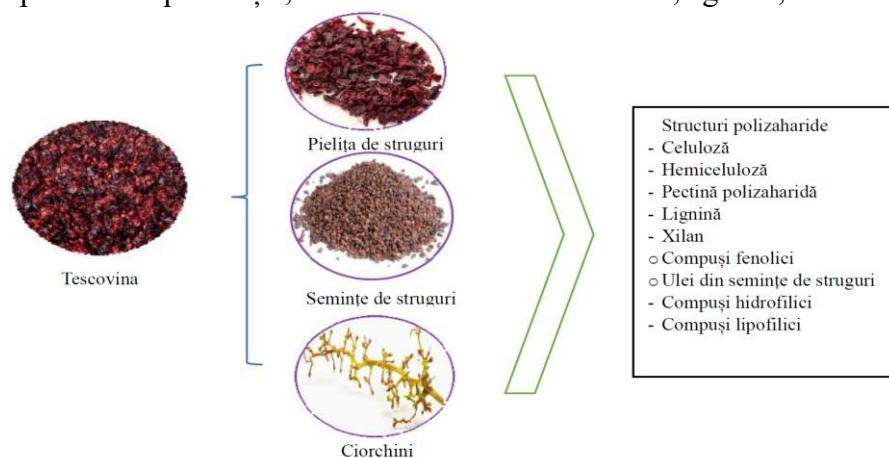 Tescovina
Pielița de struguri
Semințe de struguri
Ciorchini
Structuri polizaharide
- Celuloză
- Hemiceluloză
- Pectină polizaharidă
- Lignină
- Xilan
o Compuși fenolici
o Ulei din semințe de struguri
- Compuși hidrofilici
- Compuși lipofilici